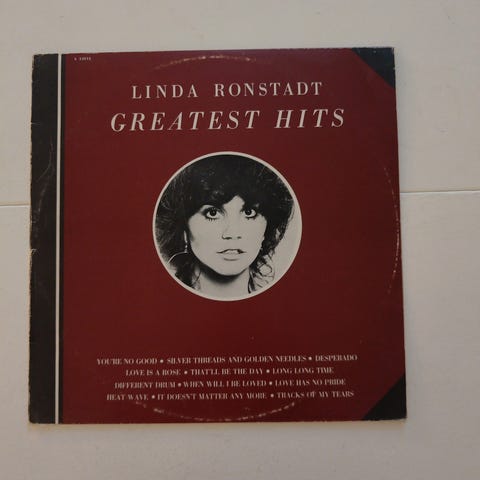 LINDA RONSTADT
GREATEST HITS
YOU'RE NO GOOD • SILVER THREADS AND GOLDEN NEEDLES • DESPERADO
LOVE IS A ROSE • THAT'LL BE THE DAY • LONG LONG TIME
DIFFERENT DRUM • WHEN WILL I BE LOVED • LOVE HAS NO PRIDE
HEAT WAVE • IT DOESN'T MATTER ANY MORE • TRACKS OF MY TEARS